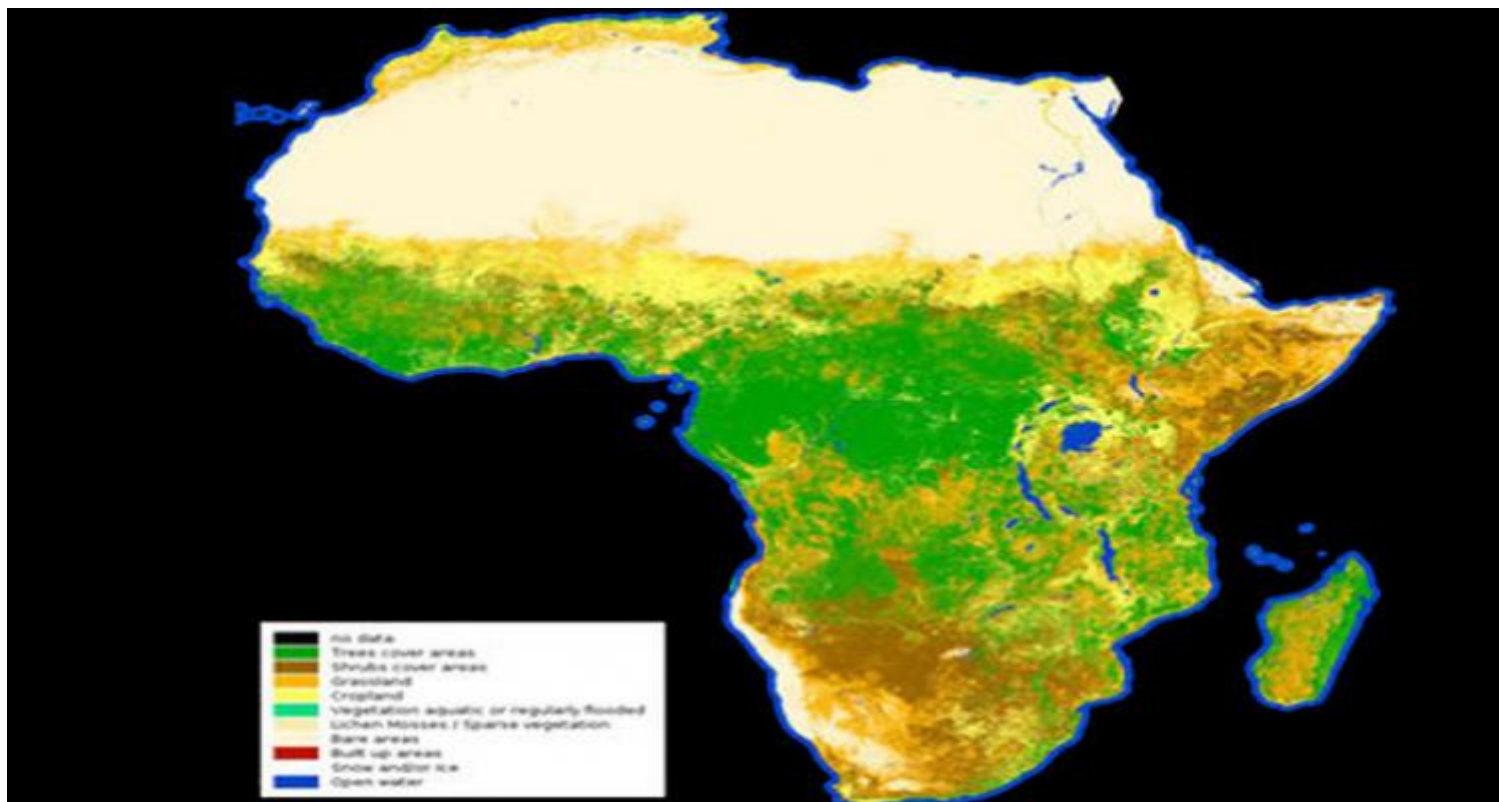 no data
Trees cover areas
Shrubs cover areas
Grassland
Cropland
Vegetation aquatic or regularly flooded
Lichen Mosses / Sparse vegetation
Bare areas
Built up areas
Snow and/or ice
Open water